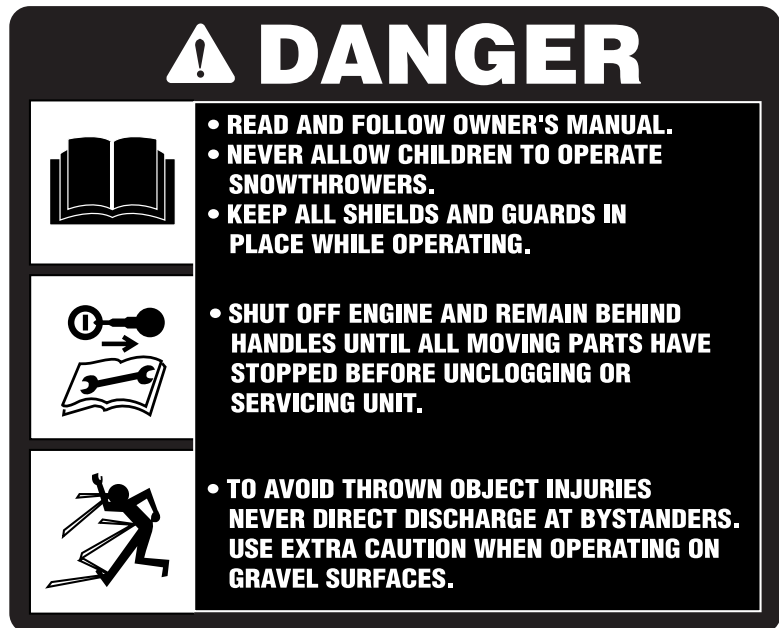 DANGER
• READ AND FOLLOW OWNER'S MANUAL.
• NEVER ALLOW CHILDREN TO OPERATE
SNOWTHROWERS.
• KEEP ALL SHIELDS AND GUARDS IN
PLACE WHILE OPERATING.
• SHUT OFF ENGINE AND REMAIN BEHIND
HANDLES UNTIL ALL MOVING PARTS HAVE
STOPPED BEFORE UNCLOGGING OR
SERVICING UNIT.
• TO AVOID THROWN OBJECT INJURIES
NEVER DIRECT DISCHARGE AT BYSTANDERS.
USE EXTRA CAUTION WHEN OPERATING ON
GRAVEL SURFACES.